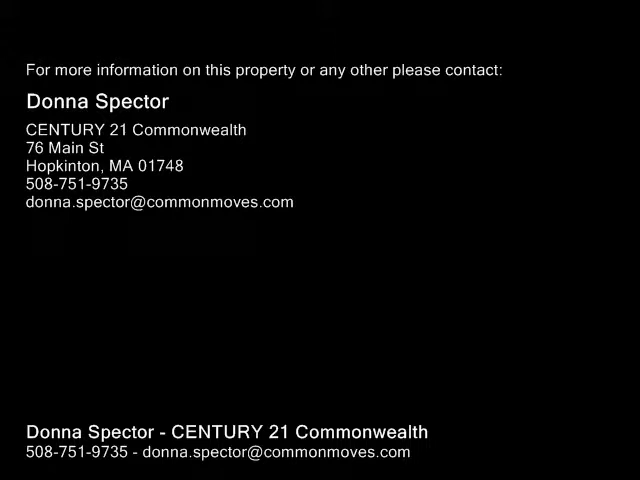 For more information on this property or any other please contact:
Donna Spector
CENTURY 21 Commonwealth
76 Main St
Hopkinton, MA 01748
508-751-9735
donna.spector@commonmoves.com
Donna Spector - CENTURY 21 Commonwealth
508-751-9735 - donna.spector@commonmoves.com